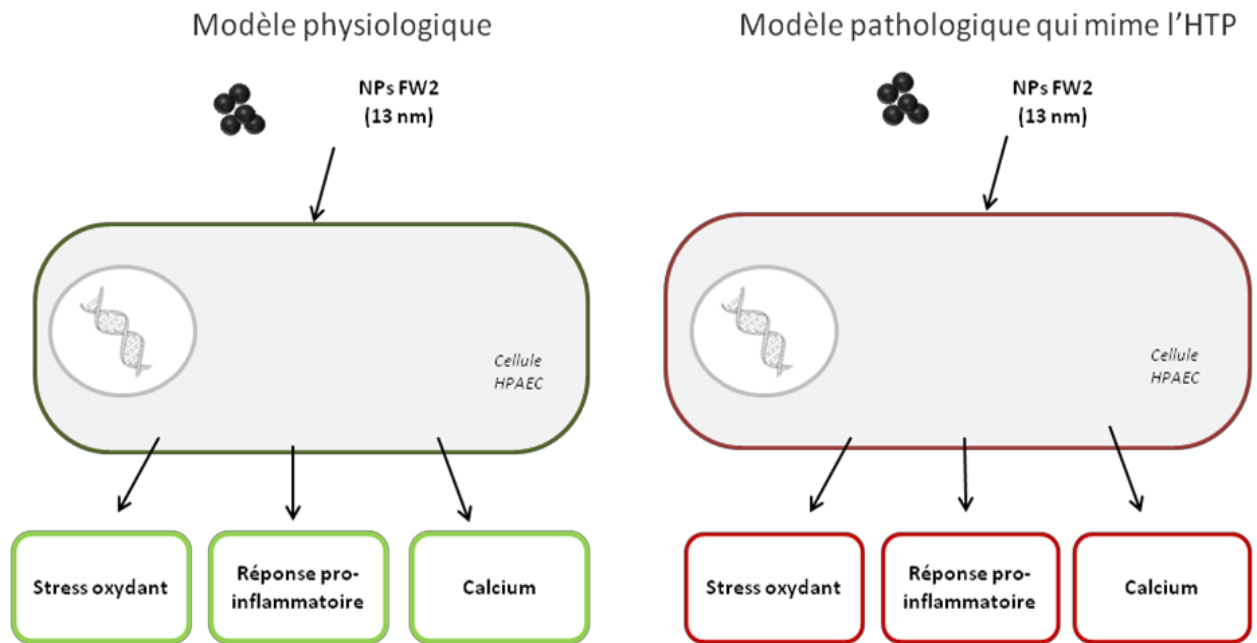 Modèle physiologique
Modèle pathologique qui mime l’HTP
NPs FW2
(13 nm)
NPs FW2
(13 nm)
Cellule
HPAEC
Cellule
HPAEC
Stress oxydant
Réponse pro-
inflammatoire
Calcium
Stress oxydant
Réponse pro-
inflammatoire
Calcium